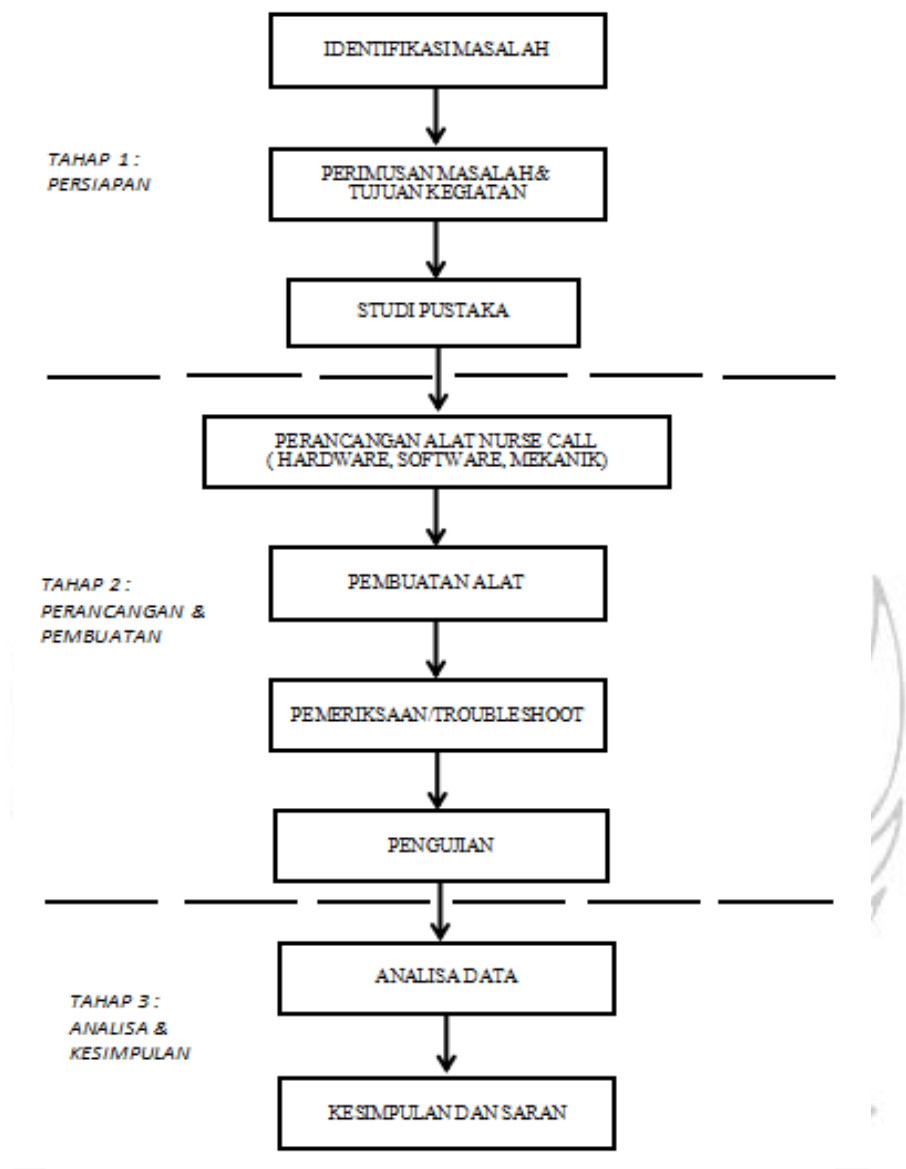 IDENTIFIKASI MASALAH
TAHAP 1 :
PERSIAPAN
PERIMUSAN MASALAH &
TUJUAN KEGIATAN
STUDI PUSTAKA
PERANCANGAN ALAT NURSE CALL
( HARDWARE, SOFTWARE, MEKANIK)
TAHAP 2 :
PERANCANGAN &
PEMBUATAN
PEMBUATAN ALAT
PEMERIKSAAN/TROUBLESHOOT
PENGUJIAN
TAHAP 3 :
ANALISA &
KESIMPULAN
ANALISA DATA
KESIMPULAN DAN SARAN